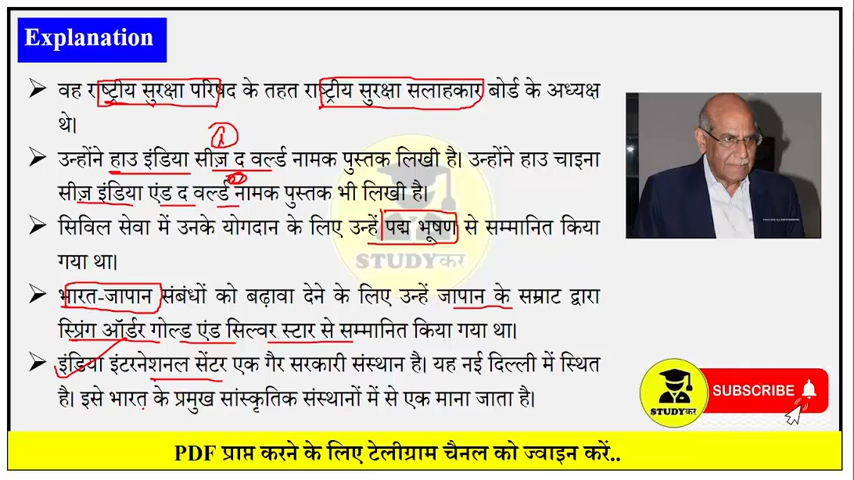 Explanation
वह राष्ट्रीय सुरक्षा परिषद के तहत राष्ट्रीय सुरक्षा सलाहकार बोर्ड के अध्यक्ष
थे।
उन्होंने हाउ इंडिया सीज़ द वर्ल्ड नामक पुस्तक लिखी है। उन्होंने हाउ चाइना
सीज़ इंडिया एंड द वर्ल्ड नामक पुस्तक भी लिखी है।
सिविल सेवा में उनके योगदान के लिए उन्हें पद्म भूषण से सम्मानित किया
गया था।
भारत-जापान संबंधों को बढ़ावा देने के लिए उन्हें जापान के सम्राट द्वारा
स्प्रिंग ऑर्डर गोल्ड एंड सिल्वर स्टार से सम्मानित किया गया था।
इंडिया इंटरनेशनल सेंटर एक गैर सरकारी संस्थान है। यह नई दिल्ली में स्थित
है। इसे भारत के प्रमुख सांस्कृतिक संस्थानों में से एक माना जाता है।
STUDYकर
STUDYकर
SUBSCRIBE
PDF प्राप्त करने के लिए टेलीग्राम चैनल को ज्वाइन करें..